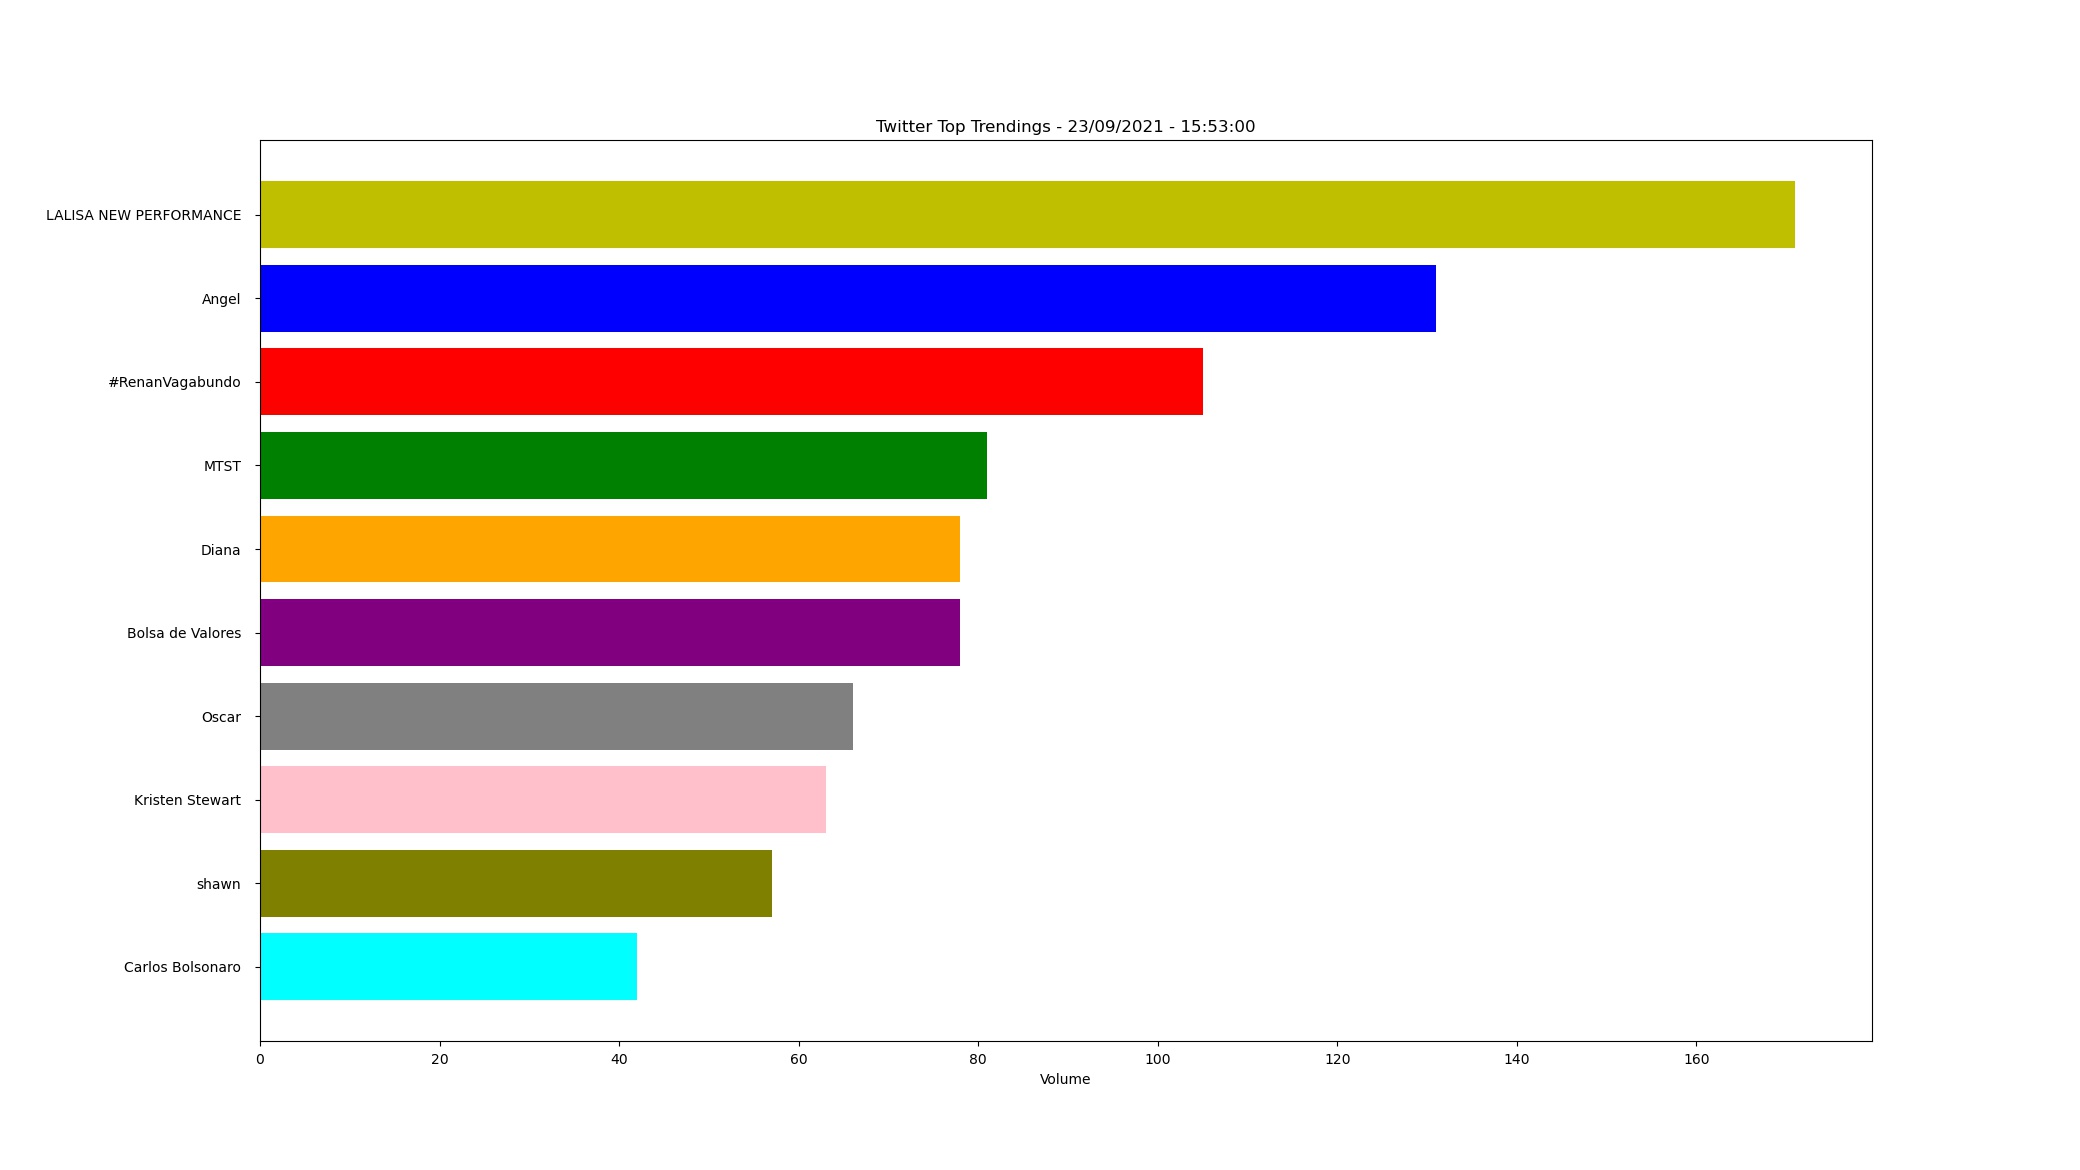 Twitter Top Trendings - 23/09/2021 - 15:53:00
LALISA NEW PERFORMANCE
Angel
#RenanVagabundo
MTST
Diana
Bolsa de Valores
Oscar
Kristen Stewart
shawn
Carlos Bolsonaro
0 20 40 60 80 100 120 140 160
Volume